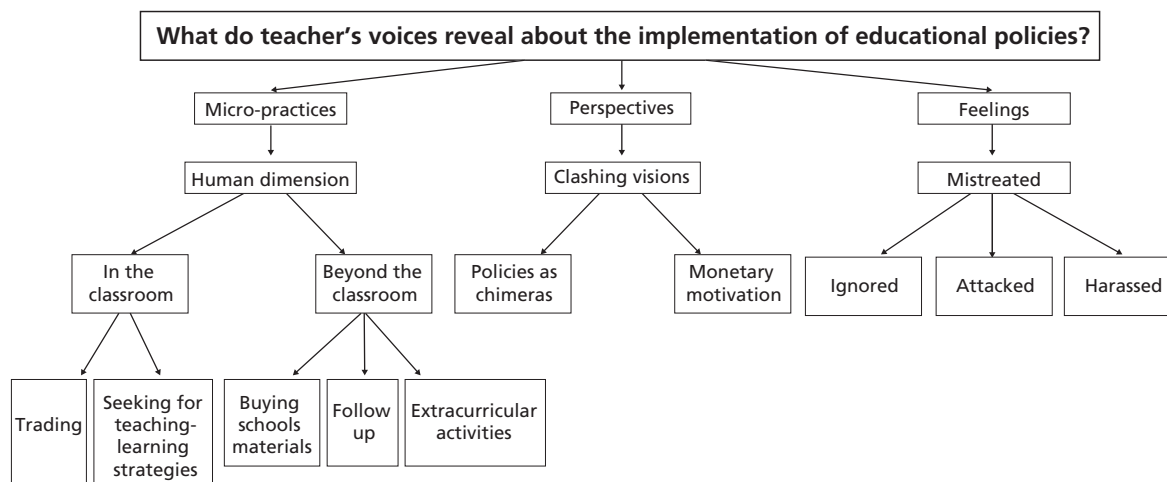 What do teacher's voices reveal about the implementation of educational policies?
Micro-practices
Perspectives
Feelings
Human dimension
Clashing visions
Mistreated
In the
classroom
Beyond the
classroom
Policies as
chimeras
Monetary
motivation
Ignored
Attacked
Harassed
Trading
Seeking for
teaching-
learning
strategies
Buying
schools
materials
Follow
up
Extracurricular
activities